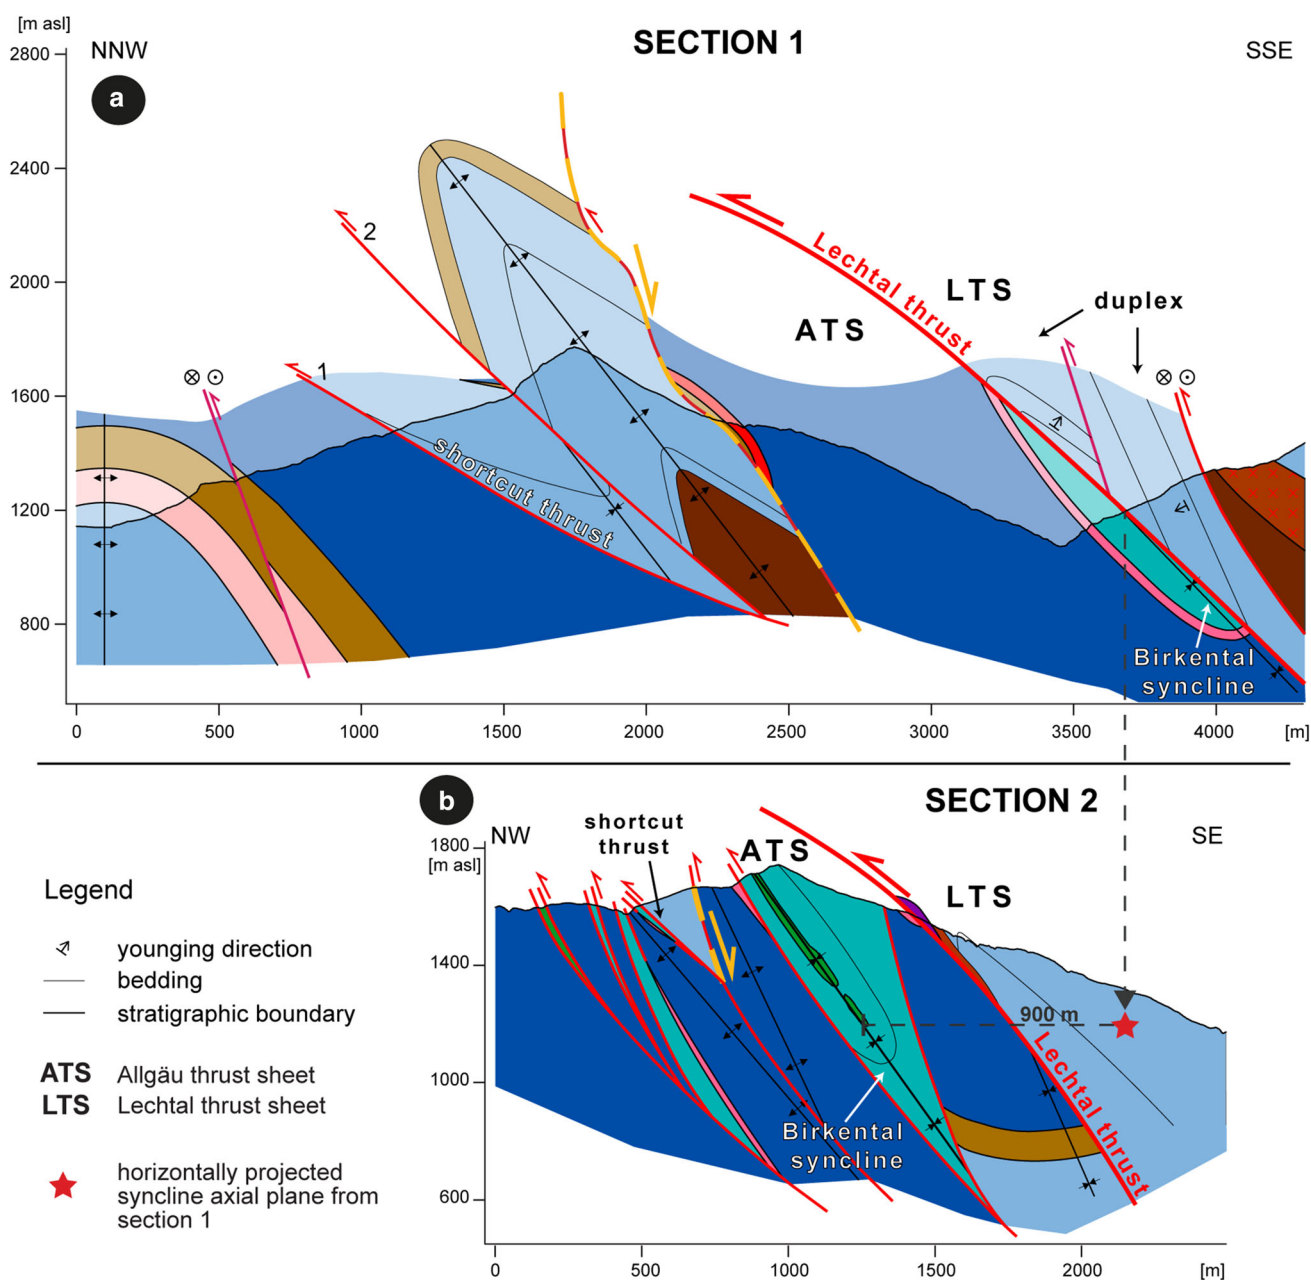 SECTION 1
[m asl]
NNW
SSE
a
2800
2400
2000
1600
1200
800
2
1
shortcut thrust
Lechtal thrust
LTS
ATS
duplex
Birkental
syncline
0
500
1000
1500
2000
2500
3000
3500
4000
[m]
b
SECTION 2
NW
SE
1800
[m asl]
1400
1000
600
shortcut
thrust
ATS
LTS
900 m
Lechtal thrust
Birkental
syncline
0
500
1000
1500
2000
[m]
Legend
younging direction
bedding
stratigraphic boundary
ATS Allgäu thrust sheet
LTS Lechtal thrust sheet
horizontally projected
syncline axial plane from
section 1